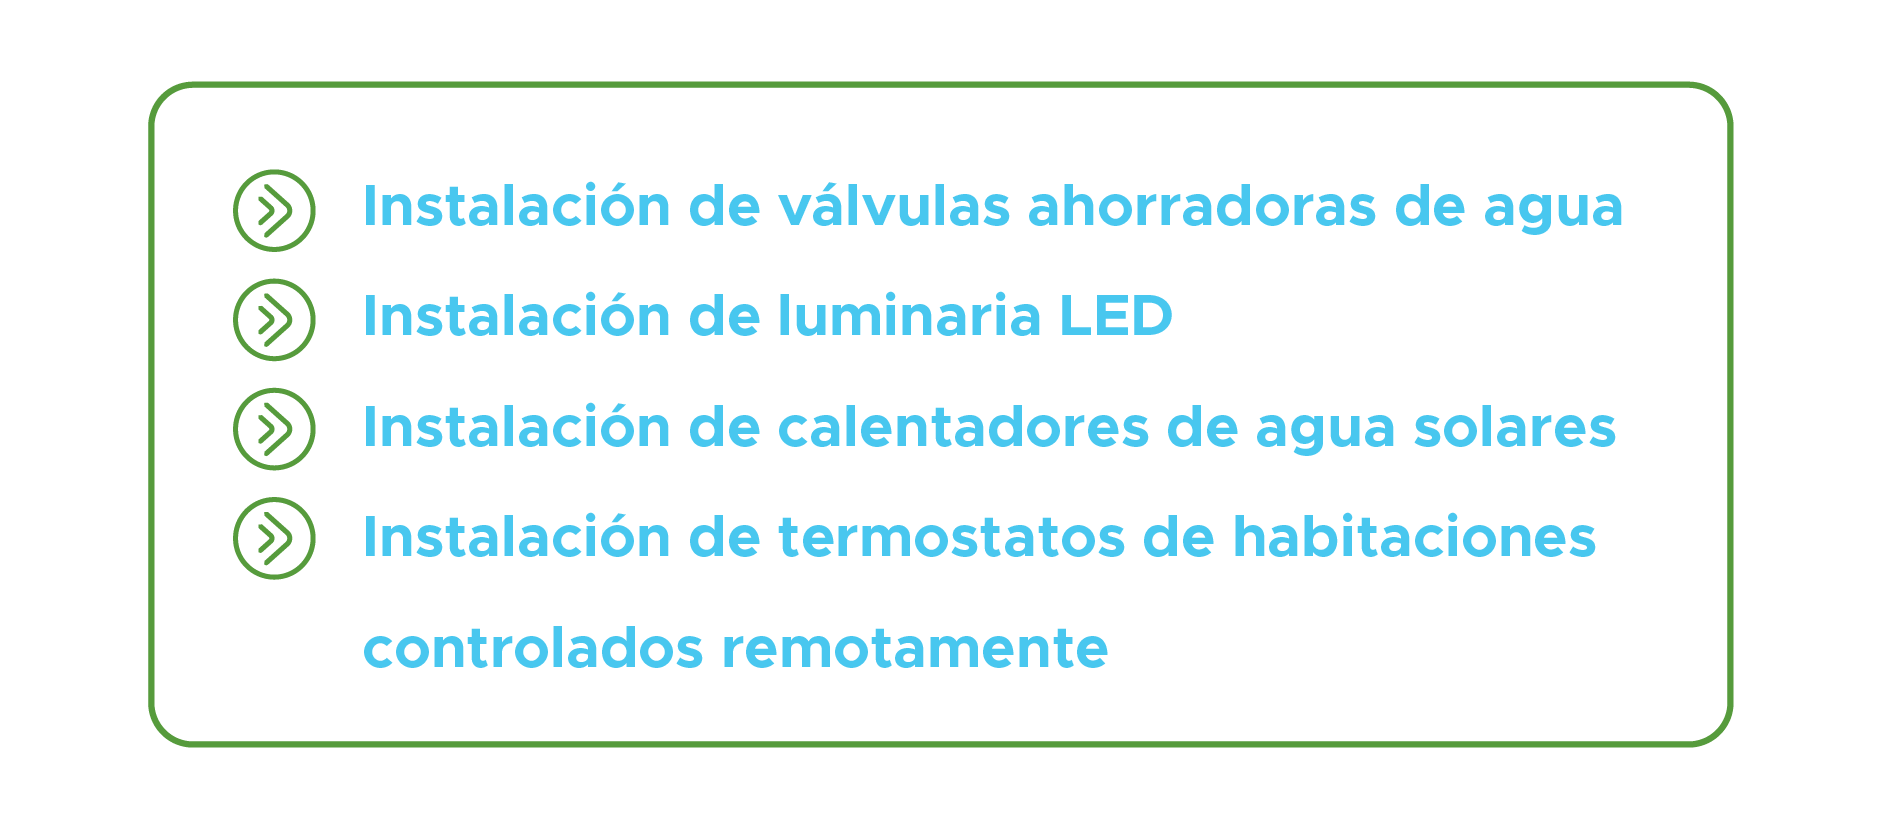 Instalación de válvulas ahorradoras de agua
Instalación de luminaria LED
Instalación de calentadores de agua solares
Instalación de termostatos de habitaciones
controlados remotamente